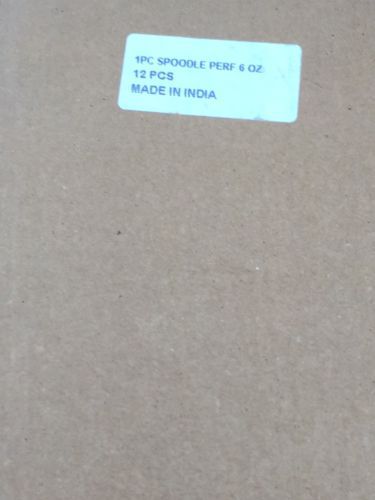 1PC SPOODLE PERF 6 OZ
12 PCS
MADE IN INDIA